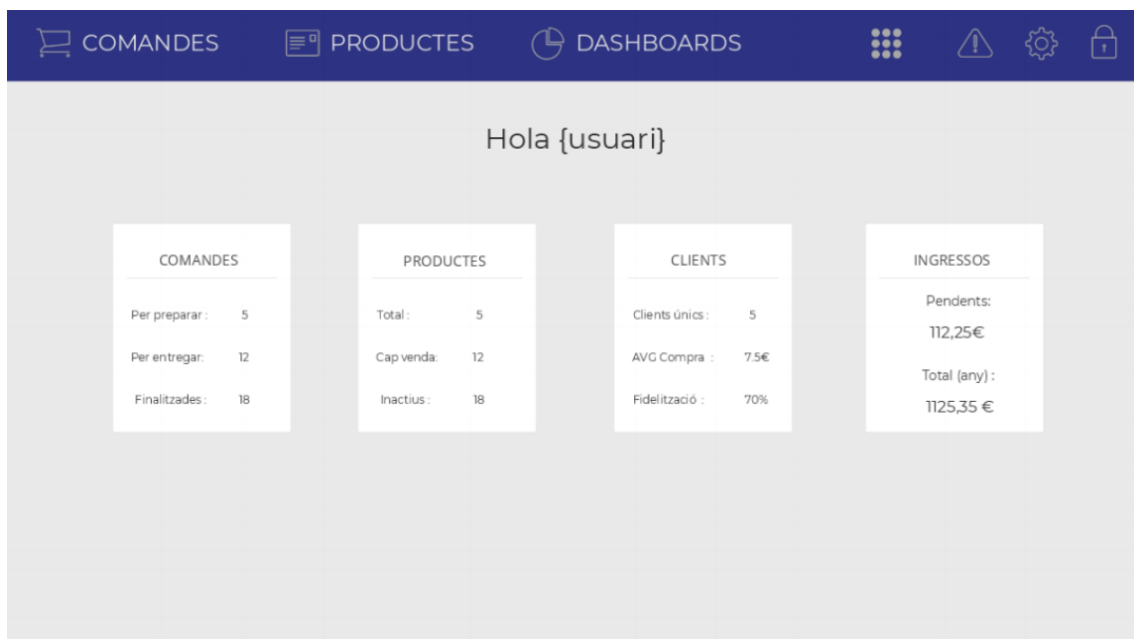 COMANDES PRODUCTES DASHBOARDS
Hola {usuari}
COMANDES
Per preparar : 5
Per entregar: 12
Finalitzades : 18
PRODUCTES
Total : 5
Cap venda: 12
Inactius : 18
CLIENTS
Clients únics : 5
AVG Compra : 7.5€
Fidelització : 70%
INGRESSOS
Pendents:
112,25€
Total (any) :
1125,35 €